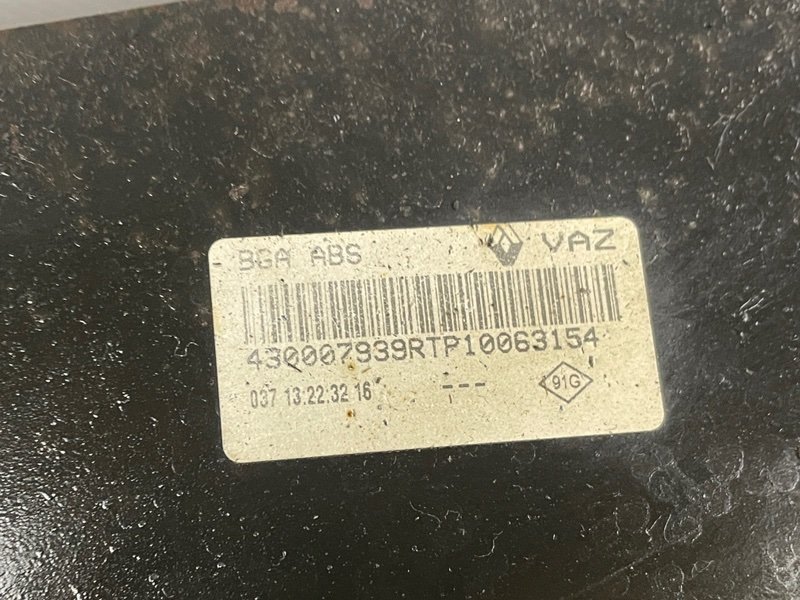 BGA ABS VAZ
430007939RTP10063154
037 13:22:32 16 --- 91G